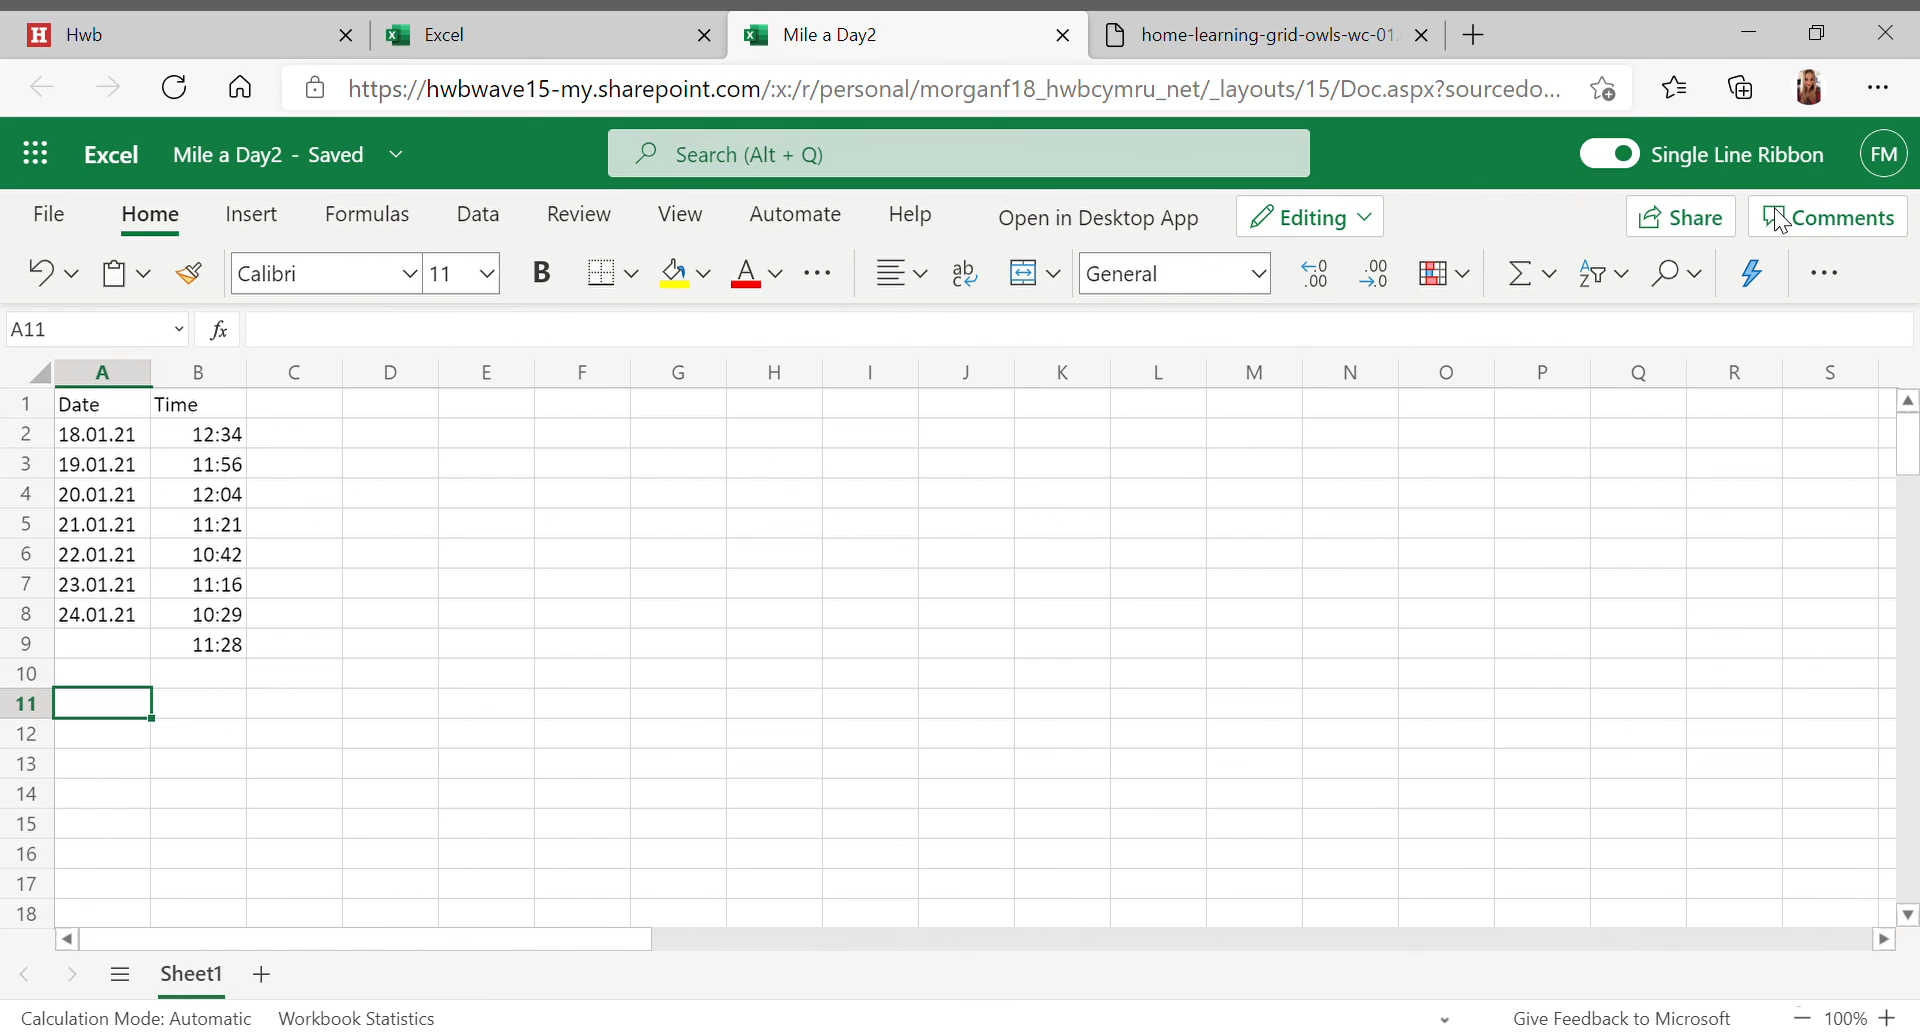 Hwb
Excel
Mile a Day2
home-learning-grid-owls-wc-01.
https://hwbwave15-my.sharepoint.com/:x:/r/personal/morganf18_hwbcymru_net/_layouts/15/Doc.aspx?sourcedo...
Excel Mile a Day2 - Saved
Search (Alt + Q)
Single Line Ribbon
FM
File Home Insert Formulas Data Review View Automate Help Open in Desktop App Editing Share Comments
Calibri 11 B A ab c General .00 .00 A Z
A11 fx
A B C D E F G H I J K L M N O P Q R S
1 Date Time
2 18.01.21 12:34
3 19.01.21 11:56
4 20.01.21 12:04
5 21.01.21 11:21
6 22.01.21 10:42
7 23.01.21 11:16
8 24.01.21 10:29
9 11:28
10
11
12
13
14
15
16
17
18
Sheet1
Calculation Mode: Automatic Workbook Statistics Give Feedback to Microsoft 100%